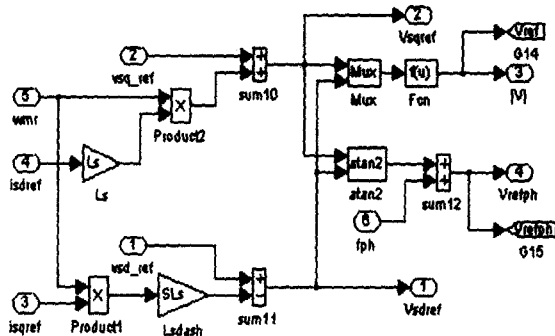 2
Vsqref
Vref
G14
2
vsq_ref
+
+
sum10
Mux
Mux
f(u)
Fcn
3
|V|
5
wmr
X
Product2
4
isdref
Ls
Ls
atan2
atan2
+
+
sum12
4
Vrefph
6
fph
Vrefph
G15
1
vsd_ref
+
-
sum11
1
Vsdref
3
isqref
X
Product1
SLs
Lsdash